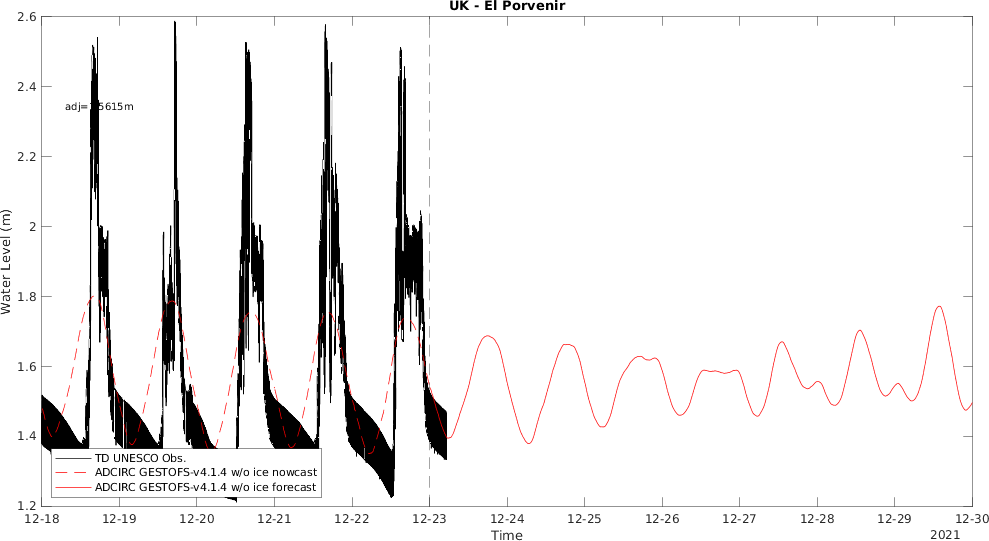 UK - El Porvenir
2.6
2.4
2.2
2
1.8
1.6
1.4
1.2
Water Level (m)
TD UNESCO Obs.
ADCIRC GESTOFS-v4.1.4 w/o ice nowcast
ADCIRC GESTOFS-v4.1.4 w/o ice forecast
12-18 12-19 12-20 12-21 12-22 12-23 12-24 12-25 12-26 12-27 12-28 12-29 12-30
Time
2021